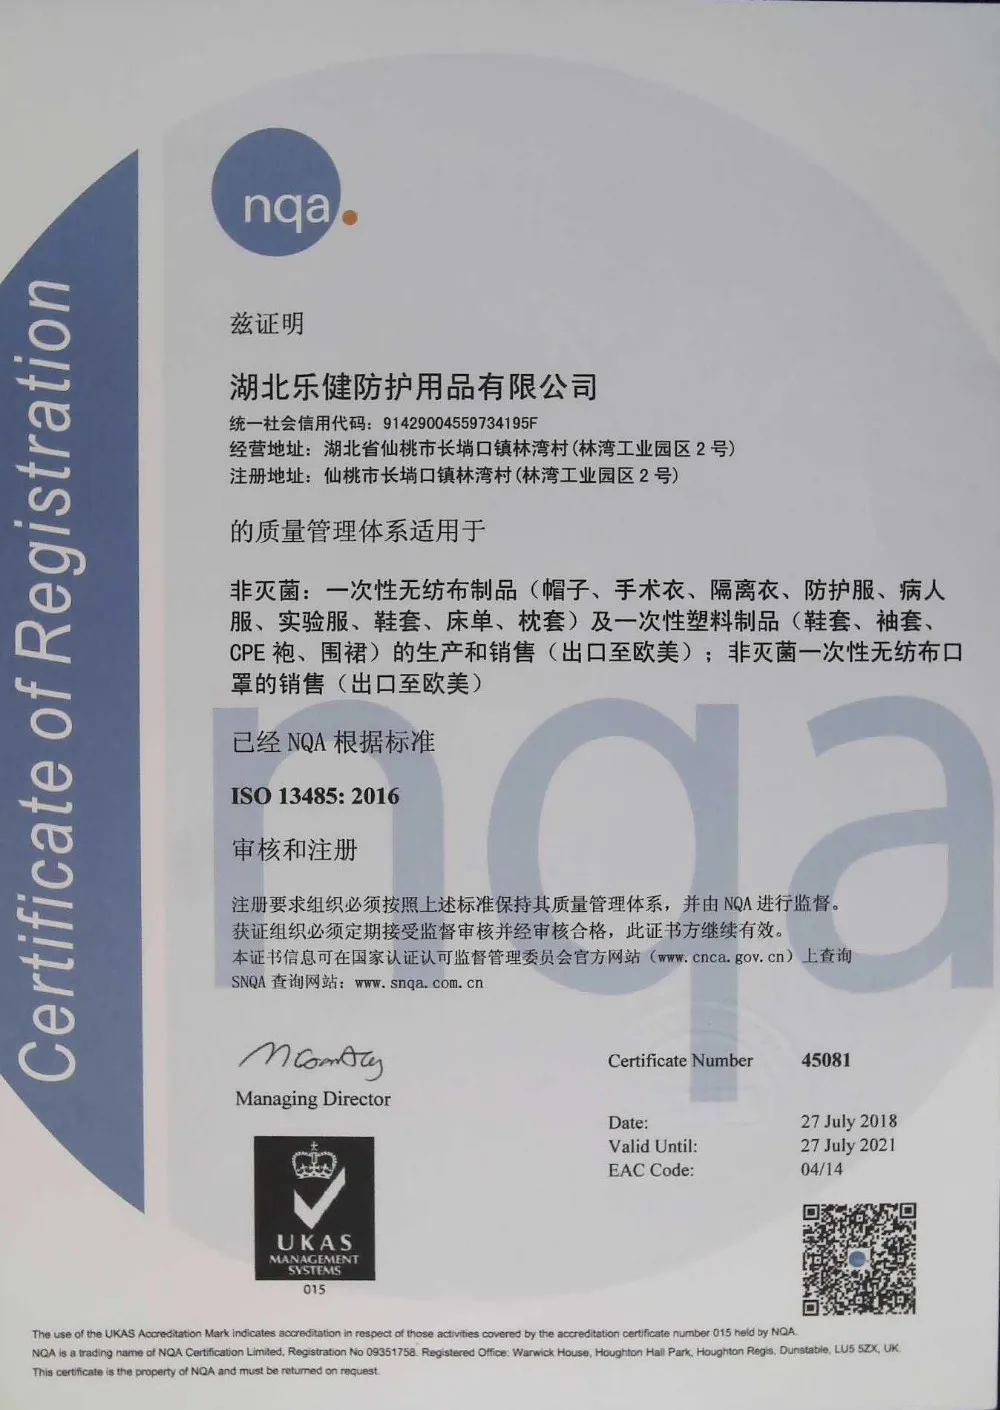 Certificate of Registration
nqa.
兹证明
湖北乐健防护用品有限公司
统一社会信用代码：91429004559734195F
经营地址：湖北省仙桃市长埫口镇林湾村(林湾工业园区 2 号)
注册地址：仙桃市长埫口镇林湾村(林湾工业园区 2 号)
的质量管理体系适用于
非灭菌：一次性无纺布制品（帽子、手术衣、隔离衣、防护服、病人
服、实验服、鞋套、床单、枕套）及一次性塑料制品（鞋套、袖套、
CPE 袍、围裙）的生产和销售（出口至欧美）；非灭菌一次性无纺布口
罩的销售（出口至欧美）
nqa
已经 NQA 根据标准
ISO 13485: 2016
审核和注册
注册要求组织必须按照上述标准保持其质量管理体系，并由 NQA 进行监督。
获证组织必须定期接受监督审核并经审核合格，此证书方继续有效。
本证书信息可在国家认证认可监督管理委员会官方网站（www.cnca.gov.cn）上查询
SNQA 查询网站：www.snqa.com.cn
Managing Director
Certificate Number 45081
Date: 27 July 2018
Valid Until: 27 July 2021
EAC Code: 04/14
UKAS
MANAGEMENT
SYSTEMS
015
The use of the UKAS Accreditation Mark indicates accreditation in respect of those activities covered by the accreditation certificate number 015 held by NQA.
NQA is a trading name of NQA Certification Limited, Registration No 09351758. Registered Office: Warwick House, Houghton Hall Park, Houghton Regis, Dunstable, LU5 5ZX, UK.
This certificate is the property of NQA and must be returned on request.